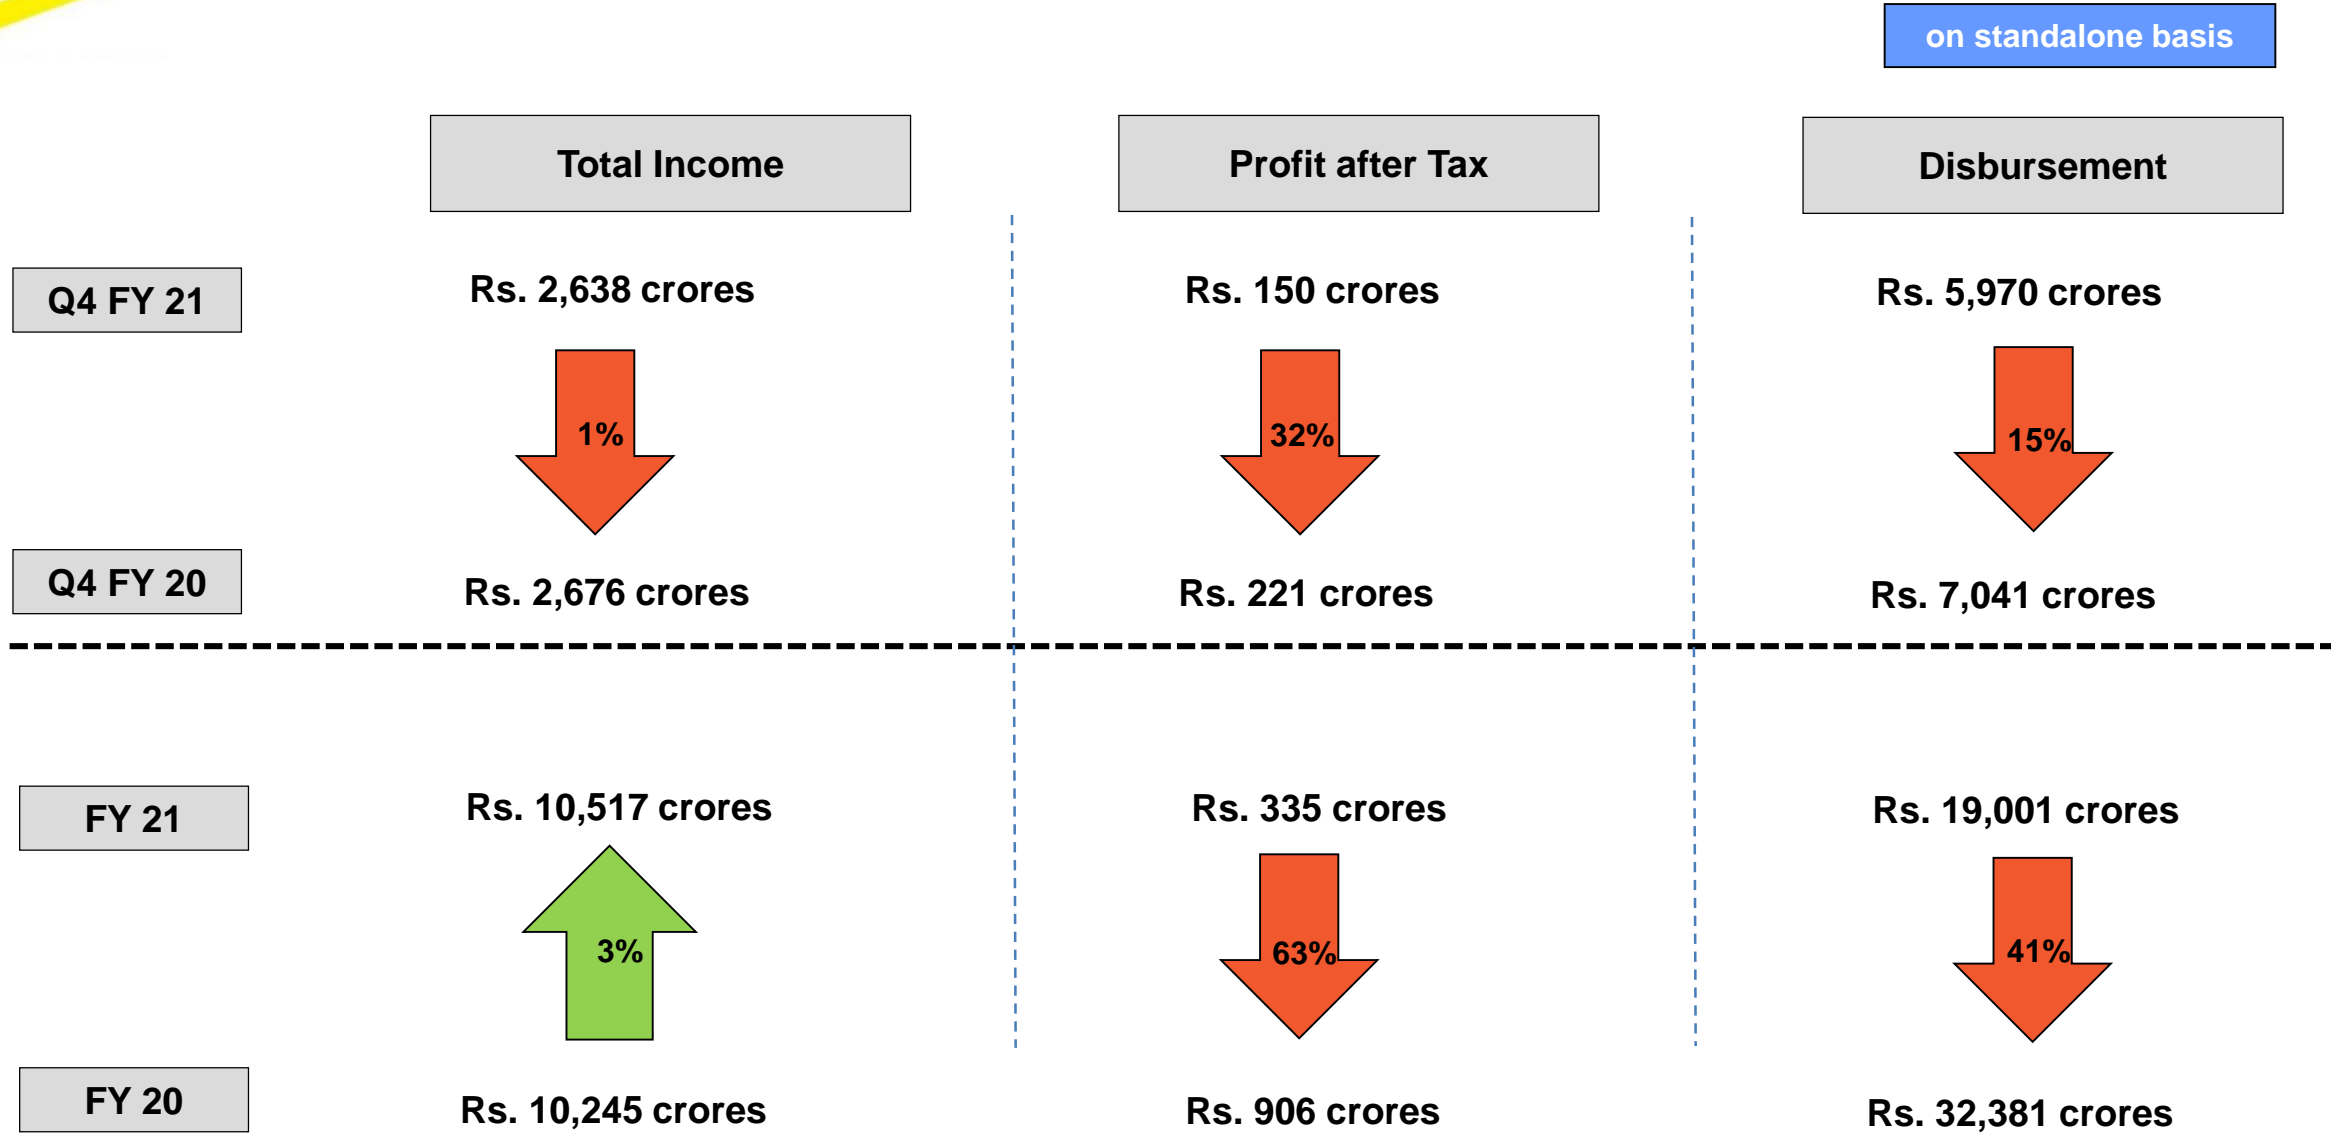 on standalone basis
Total Income
Profit after Tax
Disbursement
Q4 FY 21
Rs. 2,638 crores
Rs. 150 crores
Rs. 5,970 crores
1%
32%
15%
Q4 FY 20
Rs. 2,676 crores
Rs. 221 crores
Rs. 7,041 crores
FY 21
Rs. 10,517 crores
Rs. 335 crores
Rs. 19,001 crores
3%
63%
41%
FY 20
Rs. 10,245 crores
Rs. 906 crores
Rs. 32,381 crores